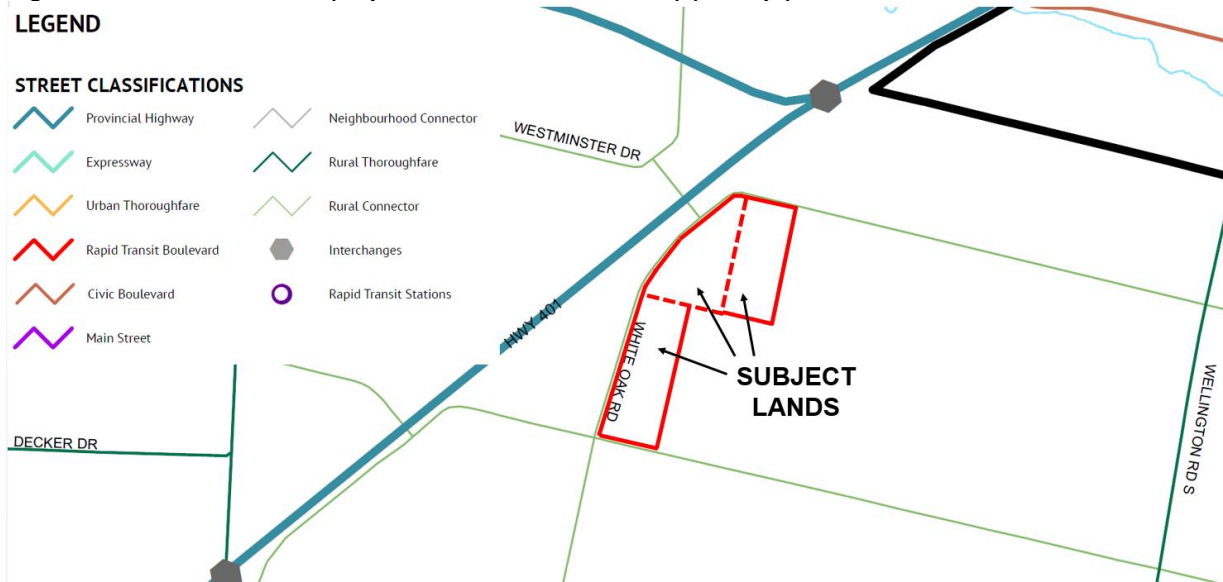 LEGEND
STREET CLASSIFICATIONS
Provincial Highway
Expressway
Urban Thoroughfare
Rapid Transit Boulevard
Civic Boulevard
Main Street
Neighbourhood Connector
Rural Thoroughfare
Rural Connector
Interchanges
Rapid Transit Stations
WESTMINSTER DR
HWY 401
WHITE OAK RD
SUBJECT
LANDS
WELLINGTON RD S
DECKER DR